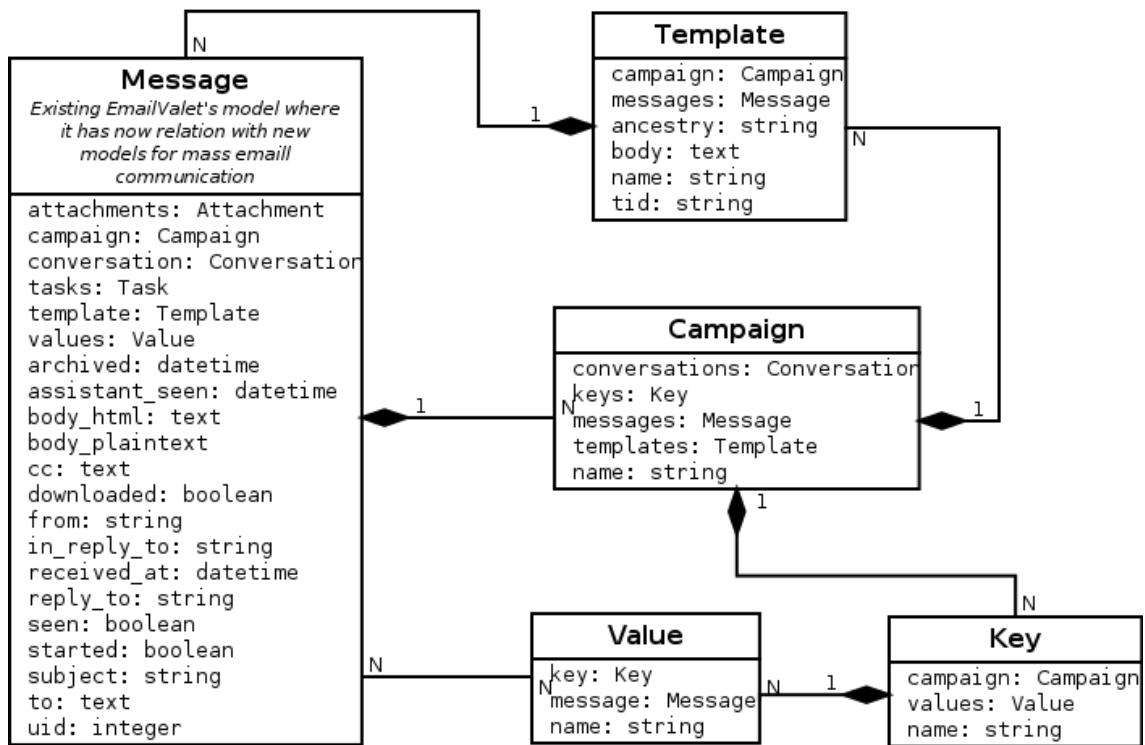 Message
Existing EmailValet's model where
it has now relation with new
models for mass emaill
communication
attachments: Attachment
campaign: Campaign
conversation: Conversation
tasks: Task
template: Template
values: Value
archived: datetime
assistant_seen: datetime
body_html: text
body_plaintext
cc: text
downloaded: boolean
from: string
in_reply_to: string
received_at: datetime
reply_to: string
seen: boolean
started: boolean
subject: string
to: text
uid: integer
N
1
Template
campaign: Campaign
messages: Message
ancestry: string
body: text
name: string
tid: string
N
1
Campaign
conversations: Conversation
keys: Key
messages: Message
templates: Template
name: string
1
N
1
N
Value
key: Key
message: Message
name: string
N
N
N
1
Key
campaign: Campaign
values: Value
name: string